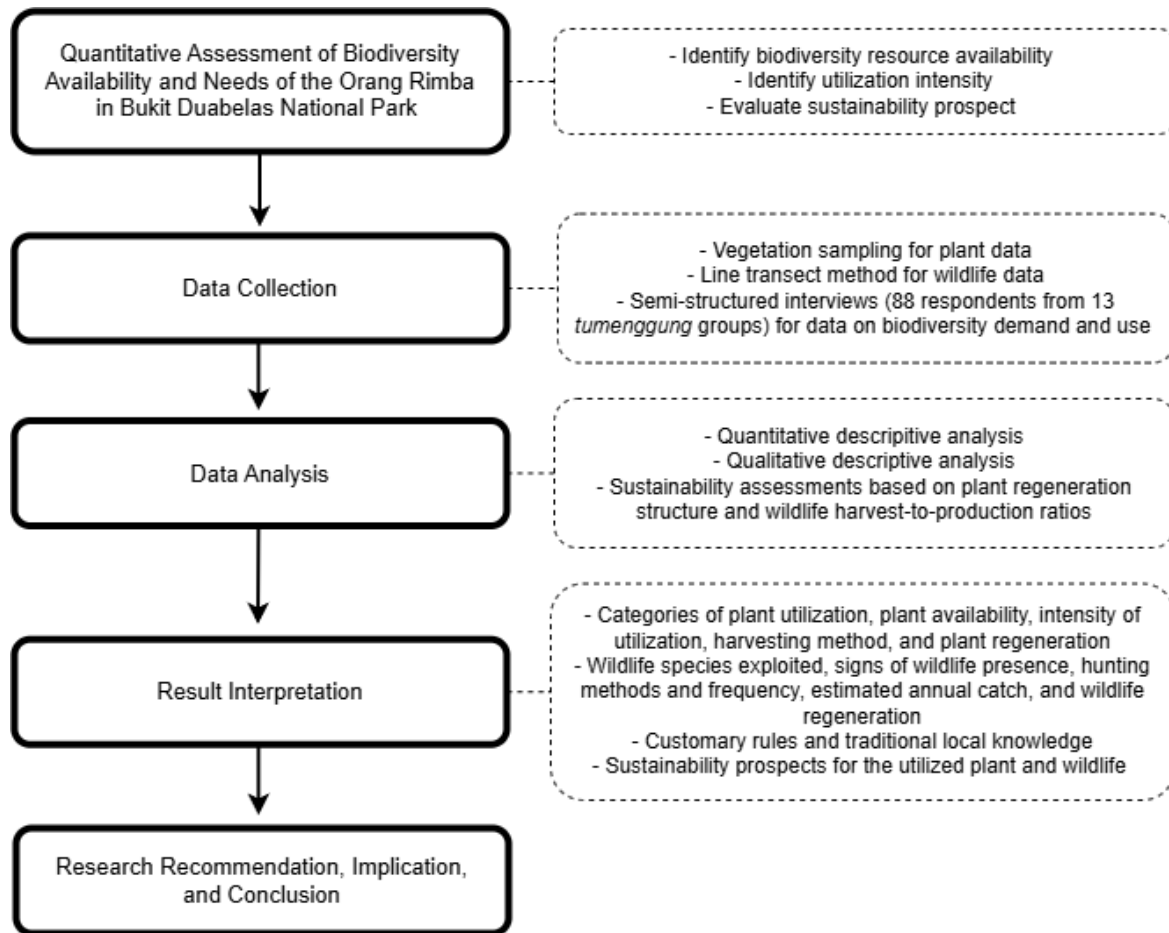 Quantitative Assessment of Biodiversity
Availability and Needs of the Orang Rimba
in Bukit Duabelas National Park
- Identify biodiversity resource availability
- Identify utilization intensity
- Evaluate sustainability prospect
Data Collection
- Vegetation sampling for plant data
- Line transect method for wildlife data
- Semi-structured interviews (88 respondents from 13
tumenggung groups) for data on biodiversity demand and use
Data Analysis
- Quantitative descripitive analysis
- Qualitative descriptive analysis
- Sustainability assessments based on plant regeneration
structure and wildlife harvest-to-production ratios
Result Interpretation
- Categories of plant utilization, plant availability, intensity of
utilization, harvesting method, and plant regeneration
- Wildlife species exploited, signs of wildlife presence, hunting
methods and frequency, estimated annual catch, and wildlife
regeneration
- Customary rules and traditional local knowledge
- Sustainability prospects for the utilized plant and wildlife
Research Recommendation, Implication,
and Conclusion